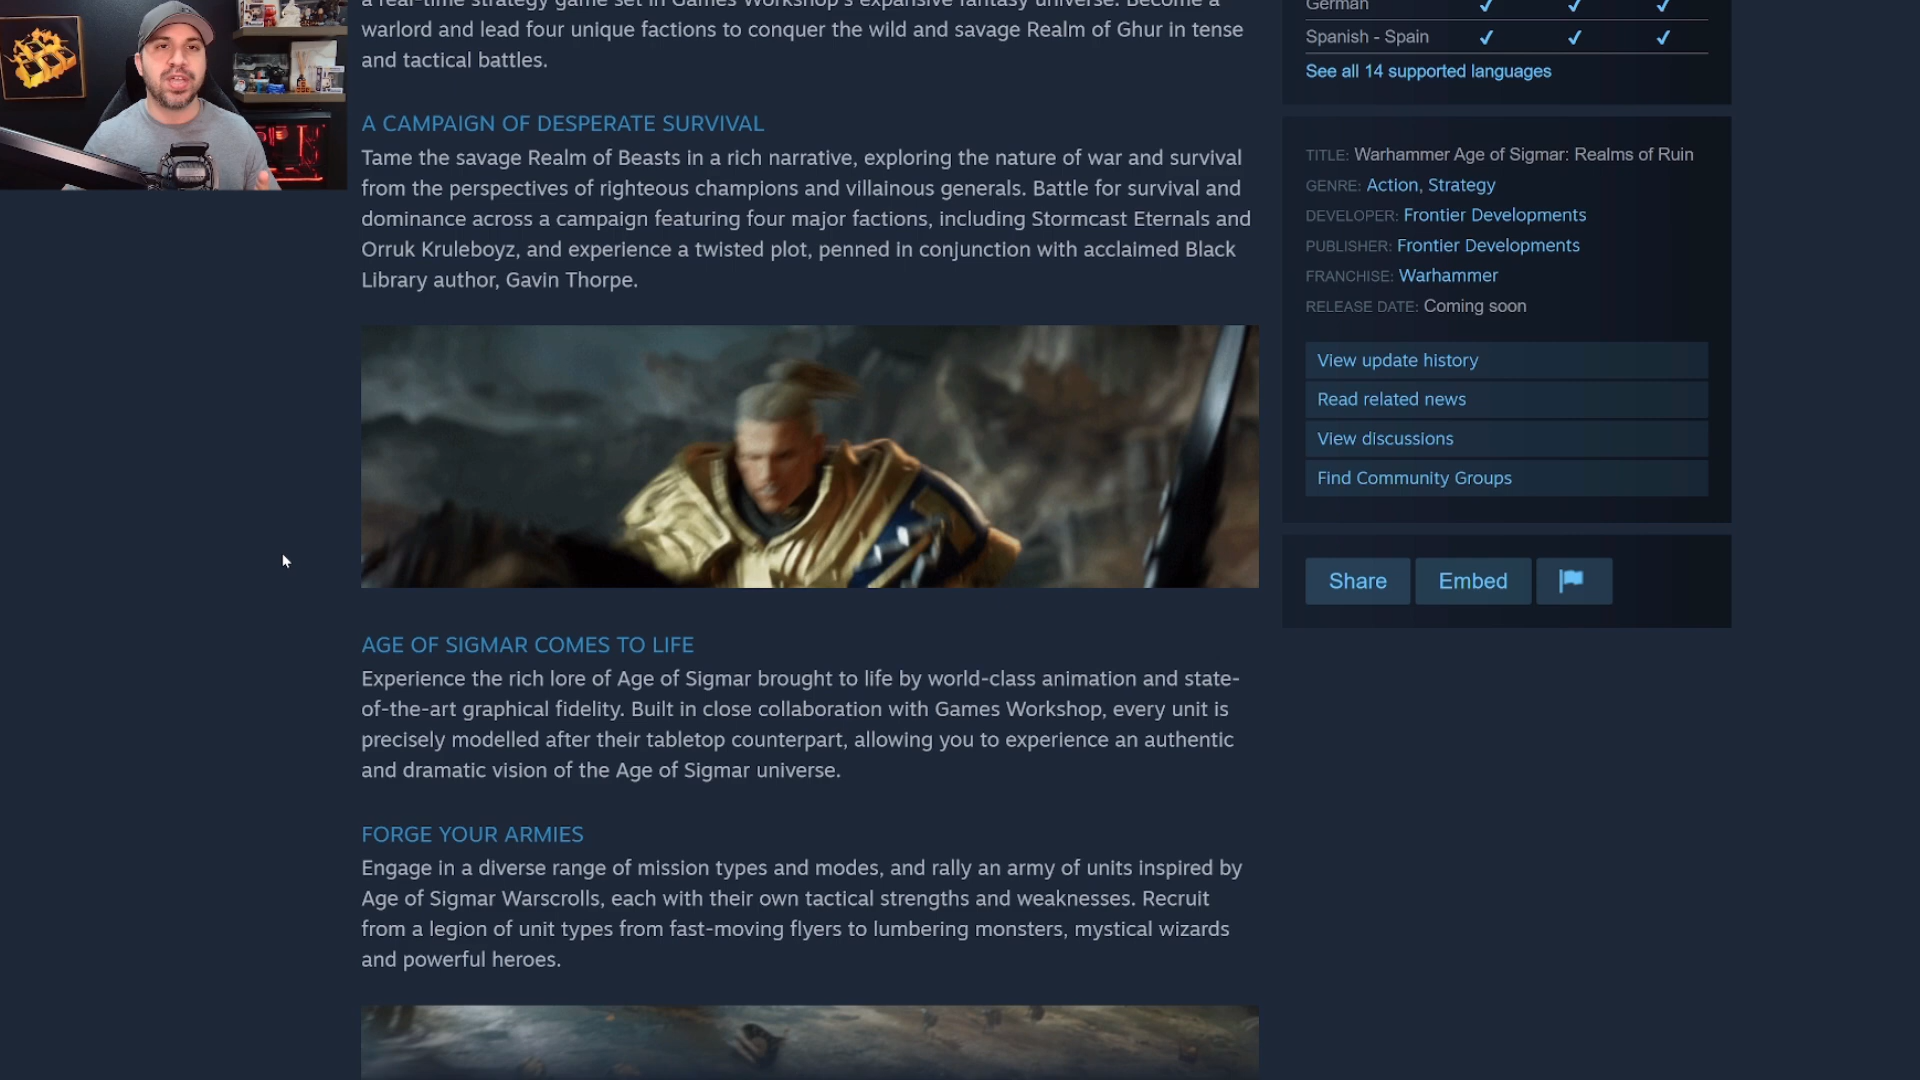 a real-time strategy game set in Games Workshop's expansive fantasy universe. Become a
warlord and lead four unique factions to conquer the wild and savage Realm of Ghur in tense
and tactical battles.
A CAMPAIGN OF DESPERATE SURVIVAL
Tame the savage Realm of Beasts in a rich narrative, exploring the nature of war and survival
from the perspectives of righteous champions and villainous generals. Battle for survival and
dominance across a campaign featuring four major factions, including Stormcast Eternals and
Orruk Kruleboyz, and experience a twisted plot, penned in conjunction with acclaimed Black
Library author, Gavin Thorpe.
AGE OF SIGMAR COMES TO LIFE
Experience the rich lore of Age of Sigmar brought to life by world-class animation and state-
of-the-art graphical fidelity. Built in close collaboration with Games Workshop, every unit is
precisely modelled after their tabletop counterpart, allowing you to experience an authentic
and dramatic vision of the Age of Sigmar universe.
FORGE YOUR ARMIES
Engage in a diverse range of mission types and modes, and rally an army of units inspired by
Age of Sigmar Warscrolls, each with their own tactical strengths and weaknesses. Recruit
from a legion of unit types from fast-moving flyers to lumbering monsters, mystical wizards
and powerful heroes.
German ✓ ✓ ✓
Spanish - Spain ✓ ✓ ✓
See all 14 supported languages
TITLE: Warhammer Age of Sigmar: Realms of Ruin
GENRE: Action, Strategy
DEVELOPER: Frontier Developments
PUBLISHER: Frontier Developments
FRANCHISE: Warhammer
RELEASE DATE: Coming soon
View update history
Read related news
View discussions
Find Community Groups
Share Embed